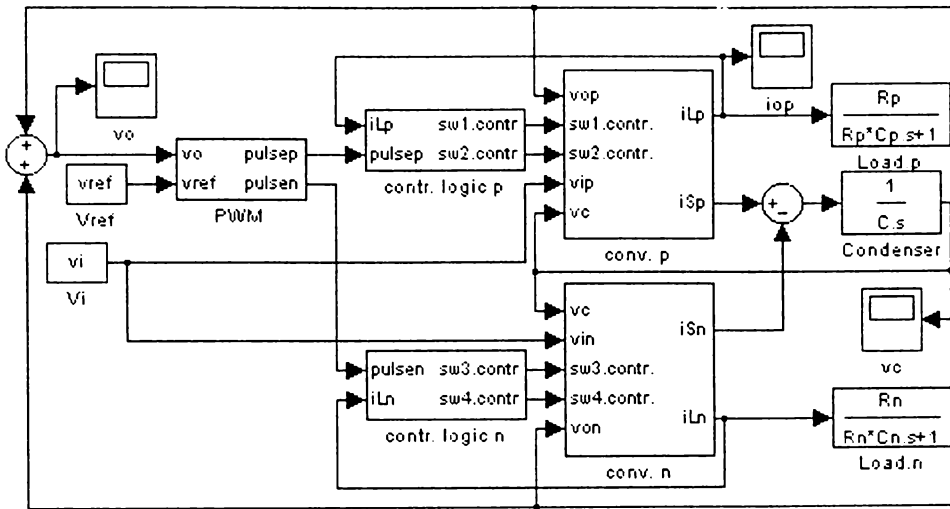 vo
vref
Vref
vi
Vi
vo pulsep
vref pulsen
PWM
iLp sw1.contr
pulsep sw2.contr
contr. logic p
pulsen sw3.contr
iLn sw4.contr
contr. logic n
vop
iLp
sw1.contr.
sw2.contr.
vip
iSp
vc
conv. p
vc
iSn
vin
sw3.contr.
sw4.contr.
iLn
von
conv. n
iop
Rp
Rp*Cp.s+1
Load.p
+
+
+
-
1
C.s
Condenser
vc
Rn
Rn*Cn.s+1
Load.n